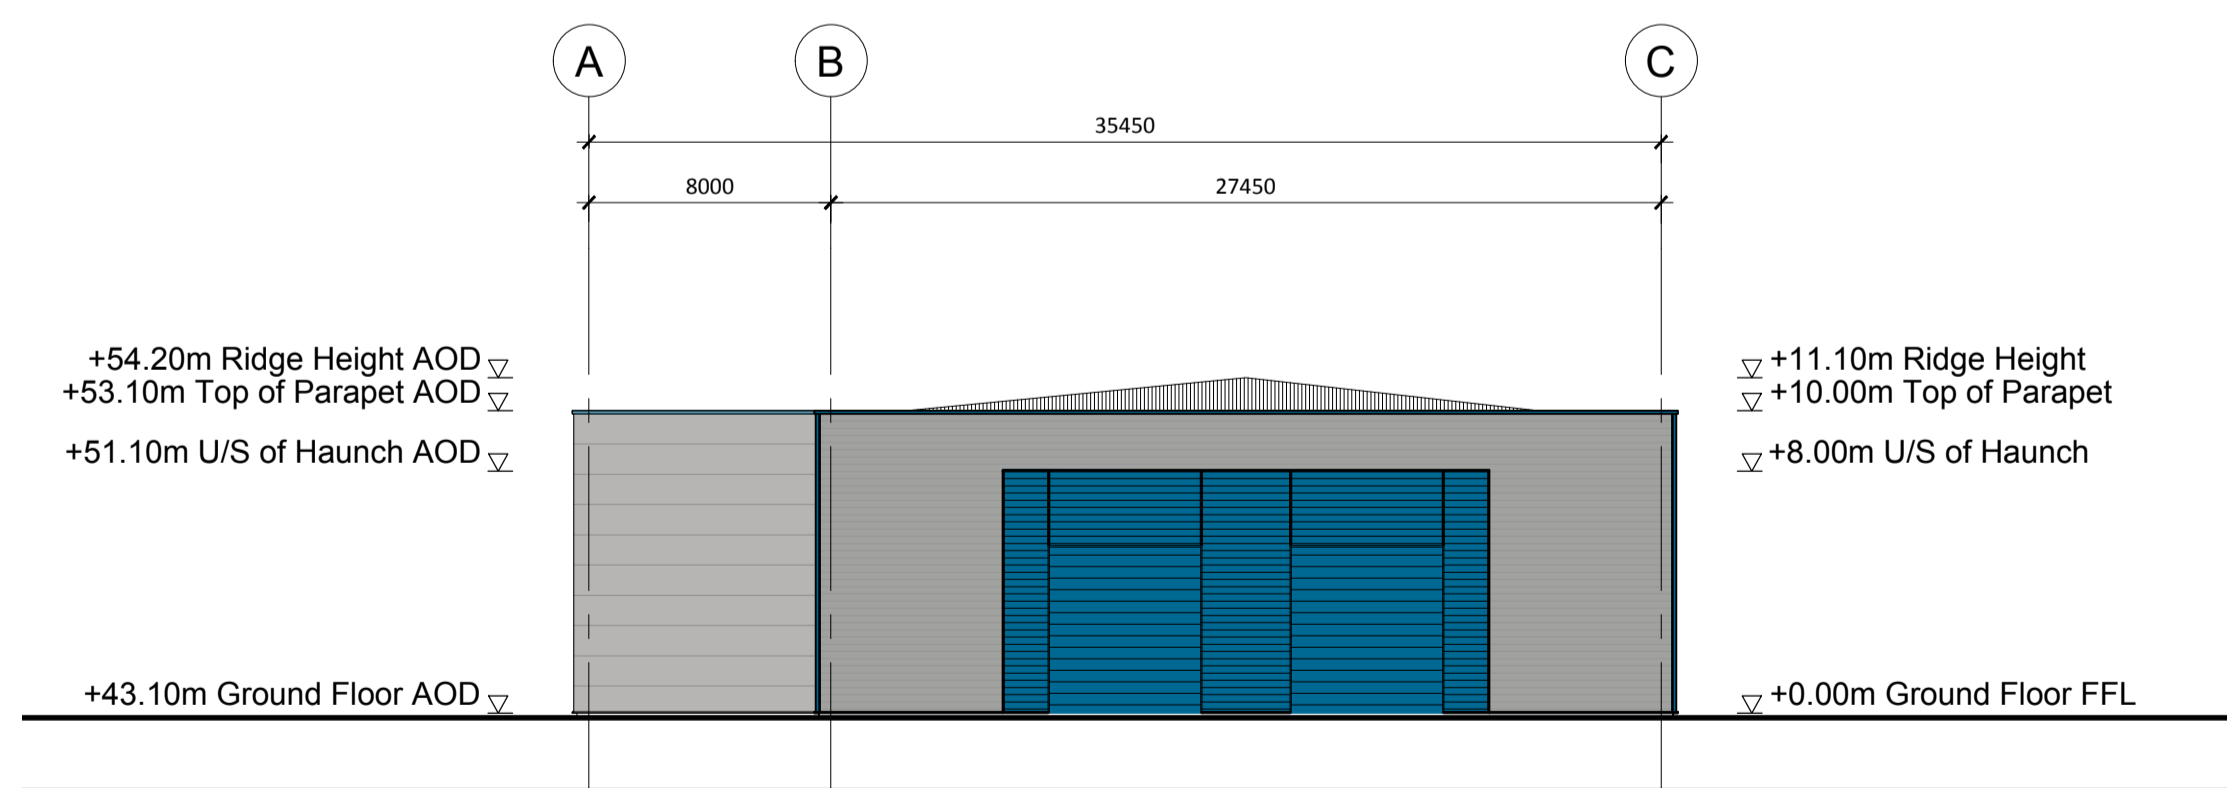 A B C
35450
8000 27450
+54.20m Ridge Height AOD
+53.10m Top of Parapet AOD
+51.10m U/S of Haunch AOD
+43.10m Ground Floor AOD
+11.10m Ridge Height
+10.00m Top of Parapet
+8.00m U/S of Haunch
+0.00m Ground Floor FFL